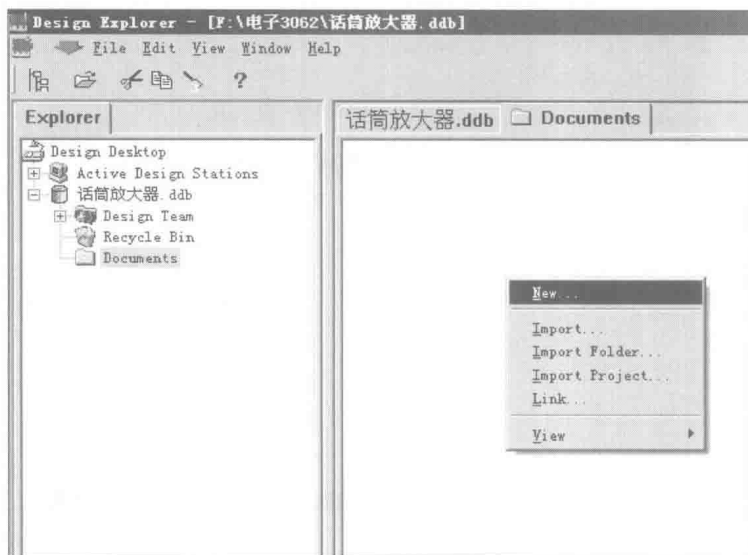 Design Explorer - [F:\电子3062\话筒放大器.ddb]
File Edit View Window Help
?
Explorer
话筒放大器.ddb Documents
Design Desktop
Active Design Stations
话筒放大器.ddb
Design Team
Recycle Bin
Documents
New...
Import...
Import Folder...
Import Project...
Link...
View